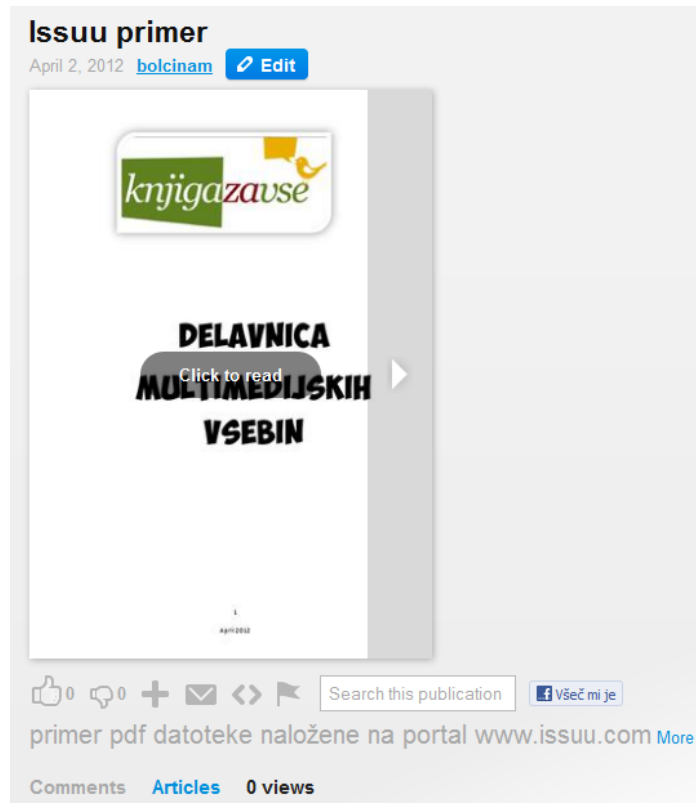 Issuu primer
April 2, 2012 bolcinam Edit
knjigazavse
DELAVNICA
Click to read
MULTIMEDIJSKIH
VSEBIN
1
April 2012
0 0 Search this publication Všeč mi je
primer pdf datoteke naložene na portal www.issuu.com More
Comments Articles 0 views